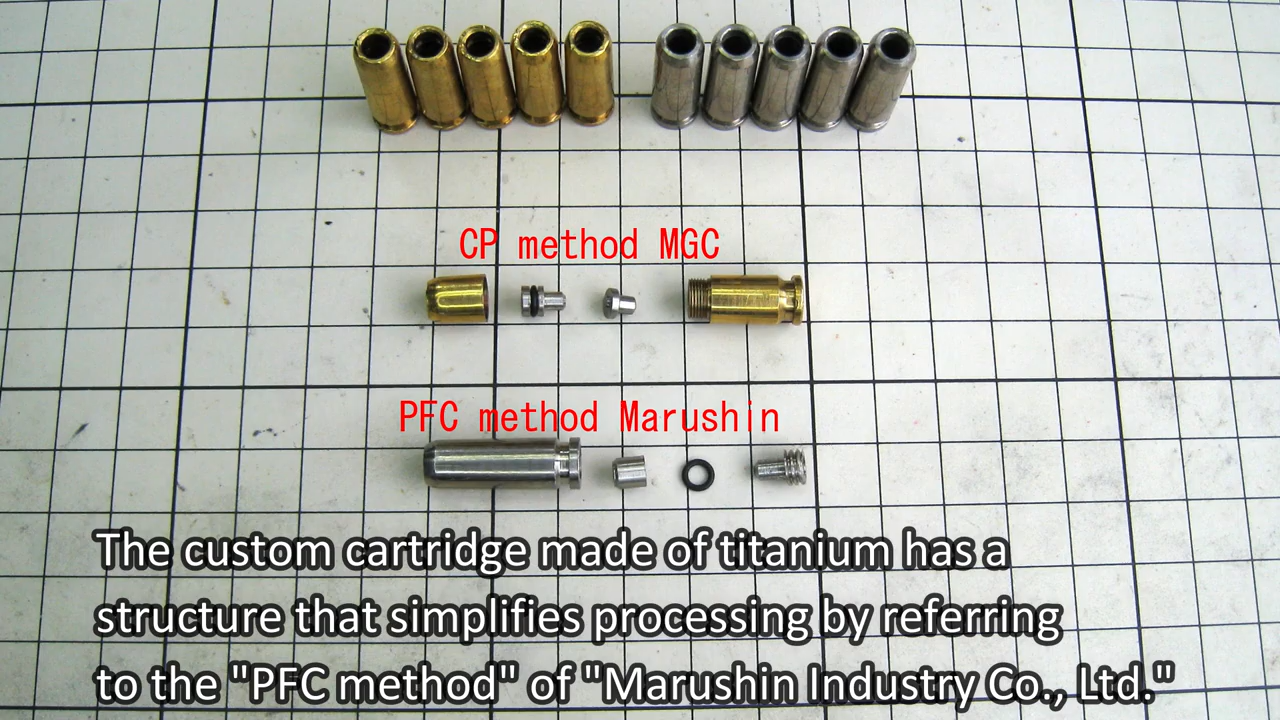 CP method MGC
PFC method Marushin
The custom cartridge made of titanium has a
structure that simplifies processing by referring
to the "PFC method" of "Marushin Industry Co., Ltd."